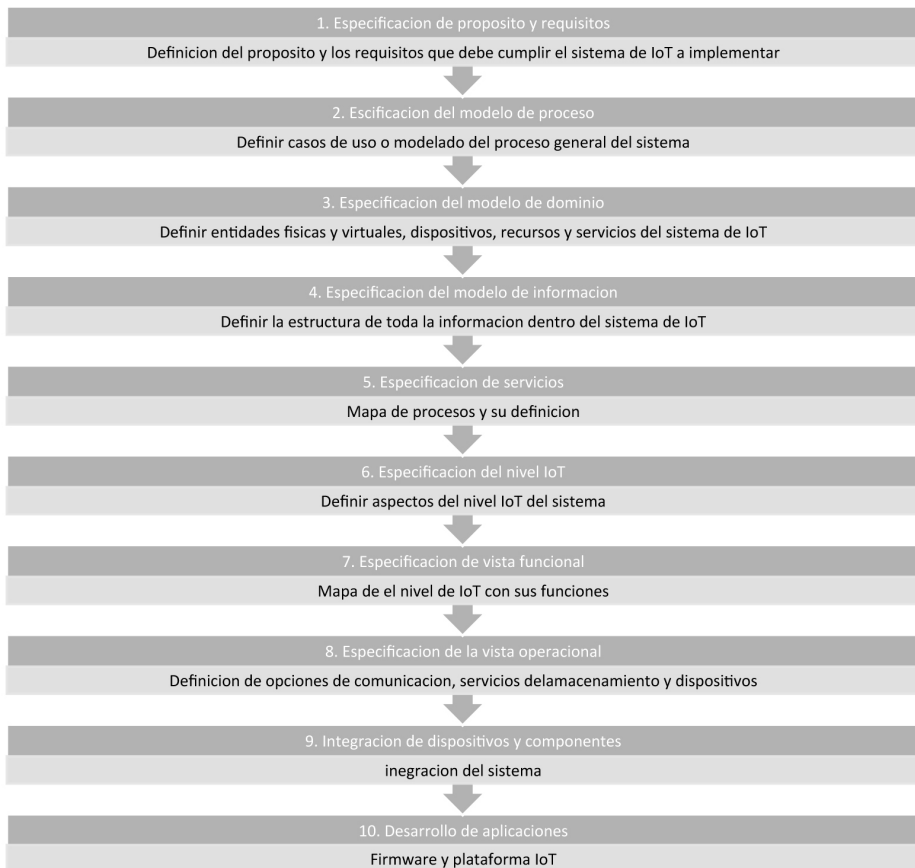 1. Especificacion de proposito y requisitos
Definicion del proposito y los requisitos que debe cumplir el sistema de IoT a implementar
2. Escificacion del modelo de proceso
Definir casos de uso o modelado del proceso general del sistema
3. Especificacion del modelo de dominio
Definir entidades fisicas y virtuales, dispositivos, recursos y servicios del sistema de IoT
4. Especificacion del modelo de informacion
Definir la estructura de toda la informacion dentro del sistema de IoT
5. Especificacion de servicios
Mapa de procesos y su definicion
6. Especificacion del nivel IoT
Definir aspectos del nivel IoT del sistema
7. Especificacion de vista funcional
Mapa de el nivel de IoT con sus funciones
8. Especificacion de la vista operacional
Definicion de opciones de comunicacion, servicios delamacenamiento y dispositivos
9. Integracion de dispositivos y componentes
inegracion del sistema
10. Desarrollo de aplicaciones
Firmware y plataforma IoT